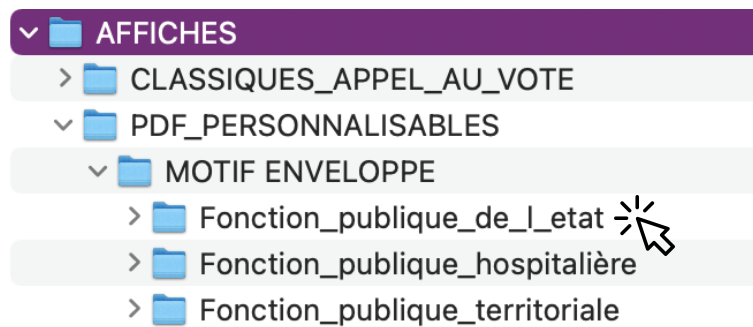 AFFICHES
CLASSIQUES_APPEL_AU_VOTE
PDF_PERSONNALISABLES
MOTIF ENVELOPPE
Fonction_publique_de_l_etat
Fonction_publique_hospitalière
Fonction_publique_territoriale